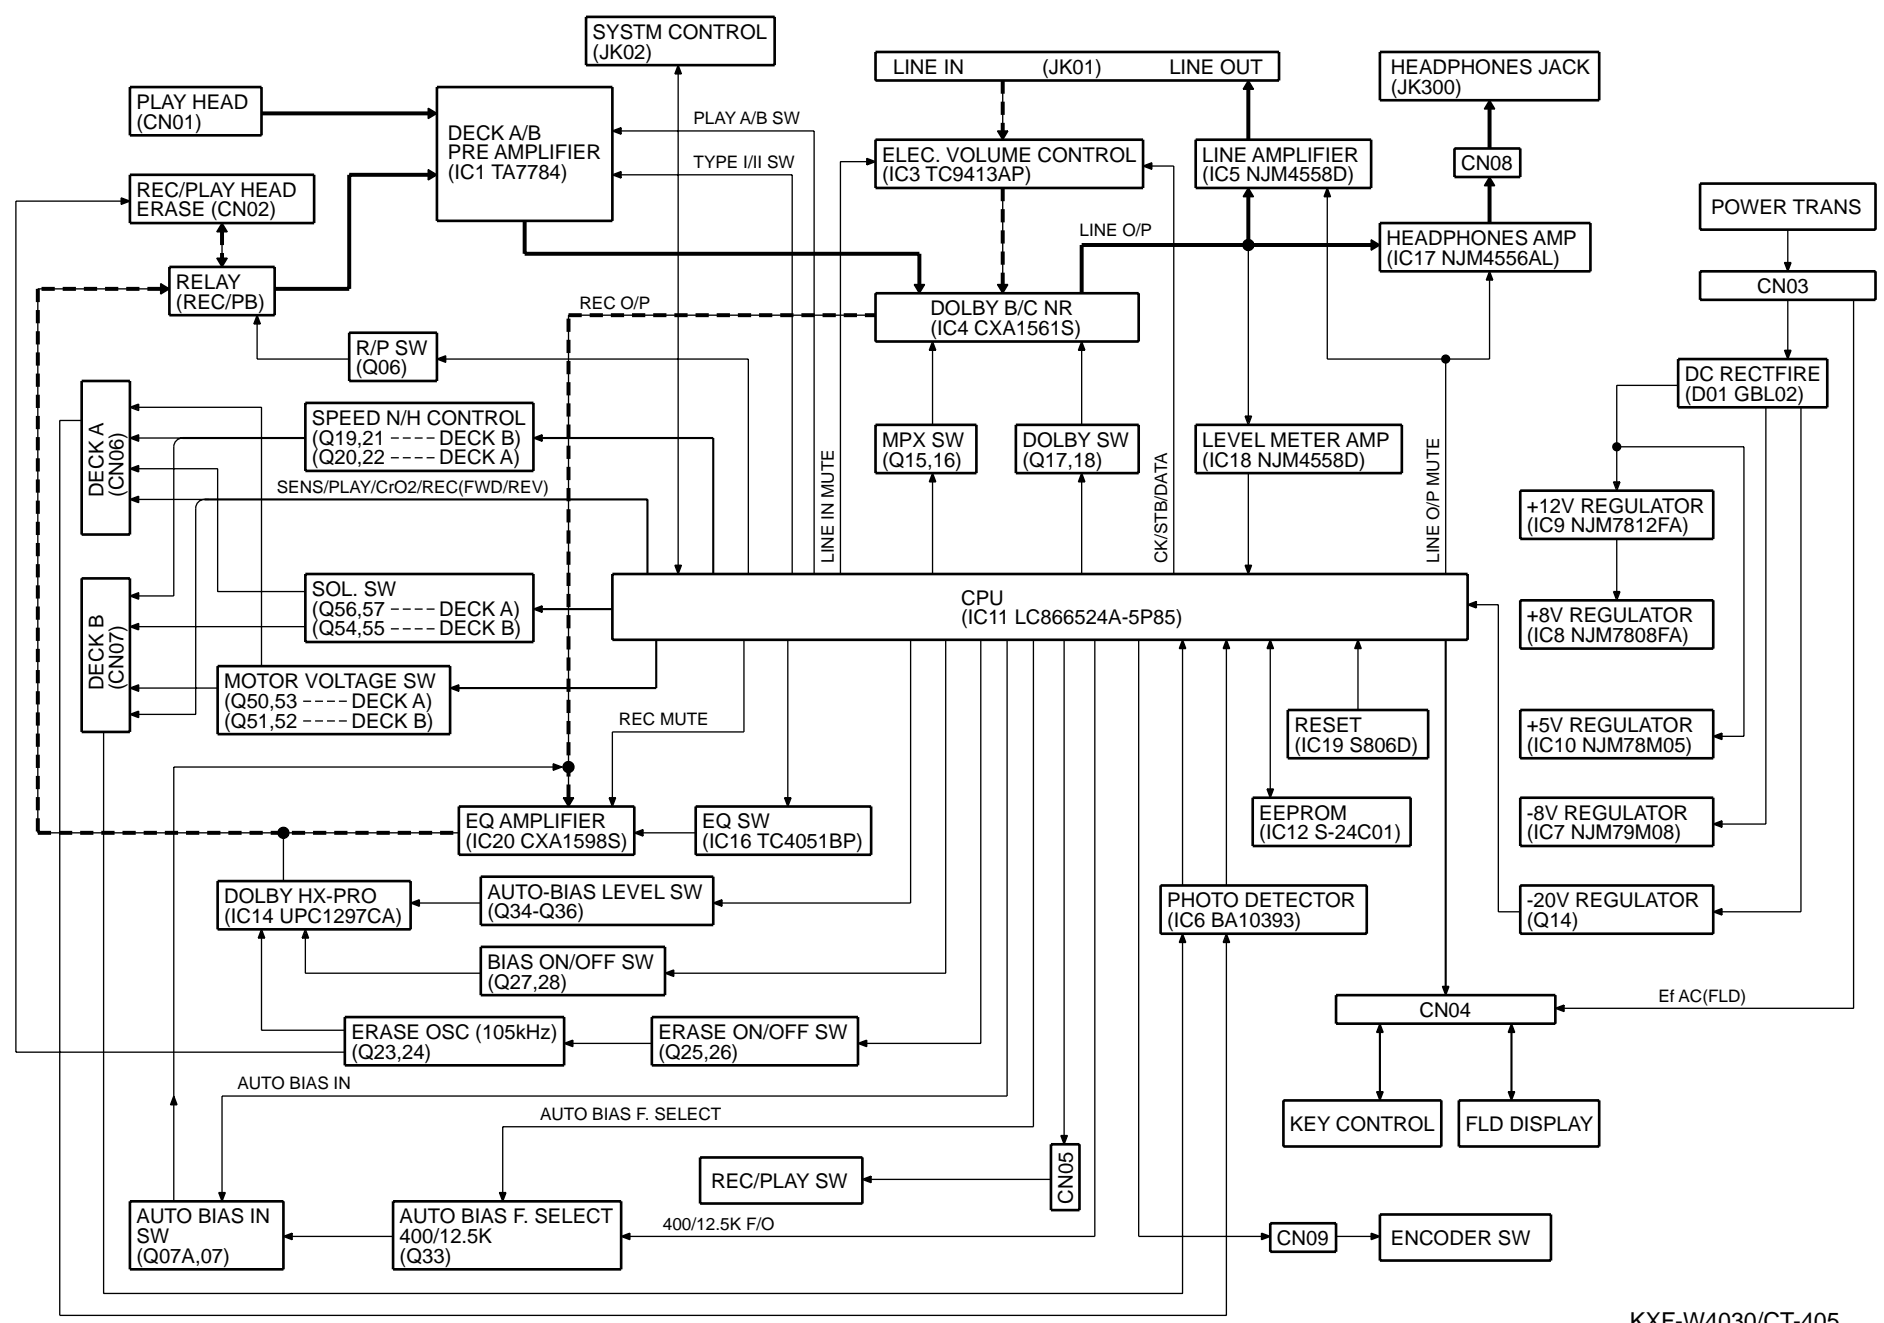 SYSTM CONTROL
(JK02)
LINE IN (JK01) LINE OUT
HEADPHONES JACK
(JK300)
PLAY HEAD
(CN01)
DECK A/B
PRE AMPLIFIER
(IC1 TA7784)
PLAY A/B SW
TYPE I/II SW
ELEC. VOLUME CONTROL
(IC3 TC9413AP)
LINE AMPLIFIER
(IC5 NJM4558D)
CN08
REC/PLAY HEAD
ERASE (CN02)
POWER TRANS
LINE O/P
HEADPHONES AMP
(IC17 NJM4556AL)
RELAY
(REC/PB)
CN03
REC O/P
DOLBY B/C NR
(IC4 CXA1561S)
R/P SW
(Q06)
DC RECTFIRE
(D01 GBL02)
DECK A
(CN06)
SPEED N/H CONTROL
(Q19,21 ---- DECK B)
(Q20,22 ---- DECK A)
MPX SW
(Q15,16)
DOLBY SW
(Q17,18)
LEVEL METER AMP
(IC18 NJM4558D)
LINE IN MUTE
CK/STB/DATA
LINE O/P MUTE
SENS/PLAY/CrO2/REC(FWD/REV)
+12V REGULATOR
(IC9 NJM7812FA)
DECK B
(CN07)
SOL. SW
(Q56,57 ---- DECK A)
(Q54,55 ---- DECK B)
CPU
(IC11 LC866524A-5P85)
+8V REGULATOR
(IC8 NJM7808FA)
MOTOR VOLTAGE SW
(Q50,53 ---- DECK A)
(Q51,52 ---- DECK B)
REC MUTE
RESET
(IC19 S806D)
+5V REGULATOR
(IC10 NJM78M05)
EQ AMPLIFIER
(IC20 CXA1598S)
EQ SW
(IC16 TC4051BP)
EEPROM
(IC12 S-24C01)
-8V REGULATOR
(IC7 NJM79M08)
DOLBY HX-PRO
(IC14 UPC1297CA)
AUTO-BIAS LEVEL SW
(Q34-Q36)
PHOTO DETECTOR
(IC6 BA10393)
-20V REGULATOR
(Q14)
BIAS ON/OFF SW
(Q27,28)
Ef AC(FLD)
CN04
ERASE OSC (105kHz)
(Q23,24)
ERASE ON/OFF SW
(Q25,26)
AUTO BIAS IN
AUTO BIAS F. SELECT
KEY CONTROL
FLD DISPLAY
REC/PLAY SW
CN05
AUTO BIAS IN
SW
(Q07A,07)
AUTO BIAS F. SELECT
400/12.5K
(Q33)
400/12.5K F/O
CN09
ENCODER SW
KXF-W4030/CT-405